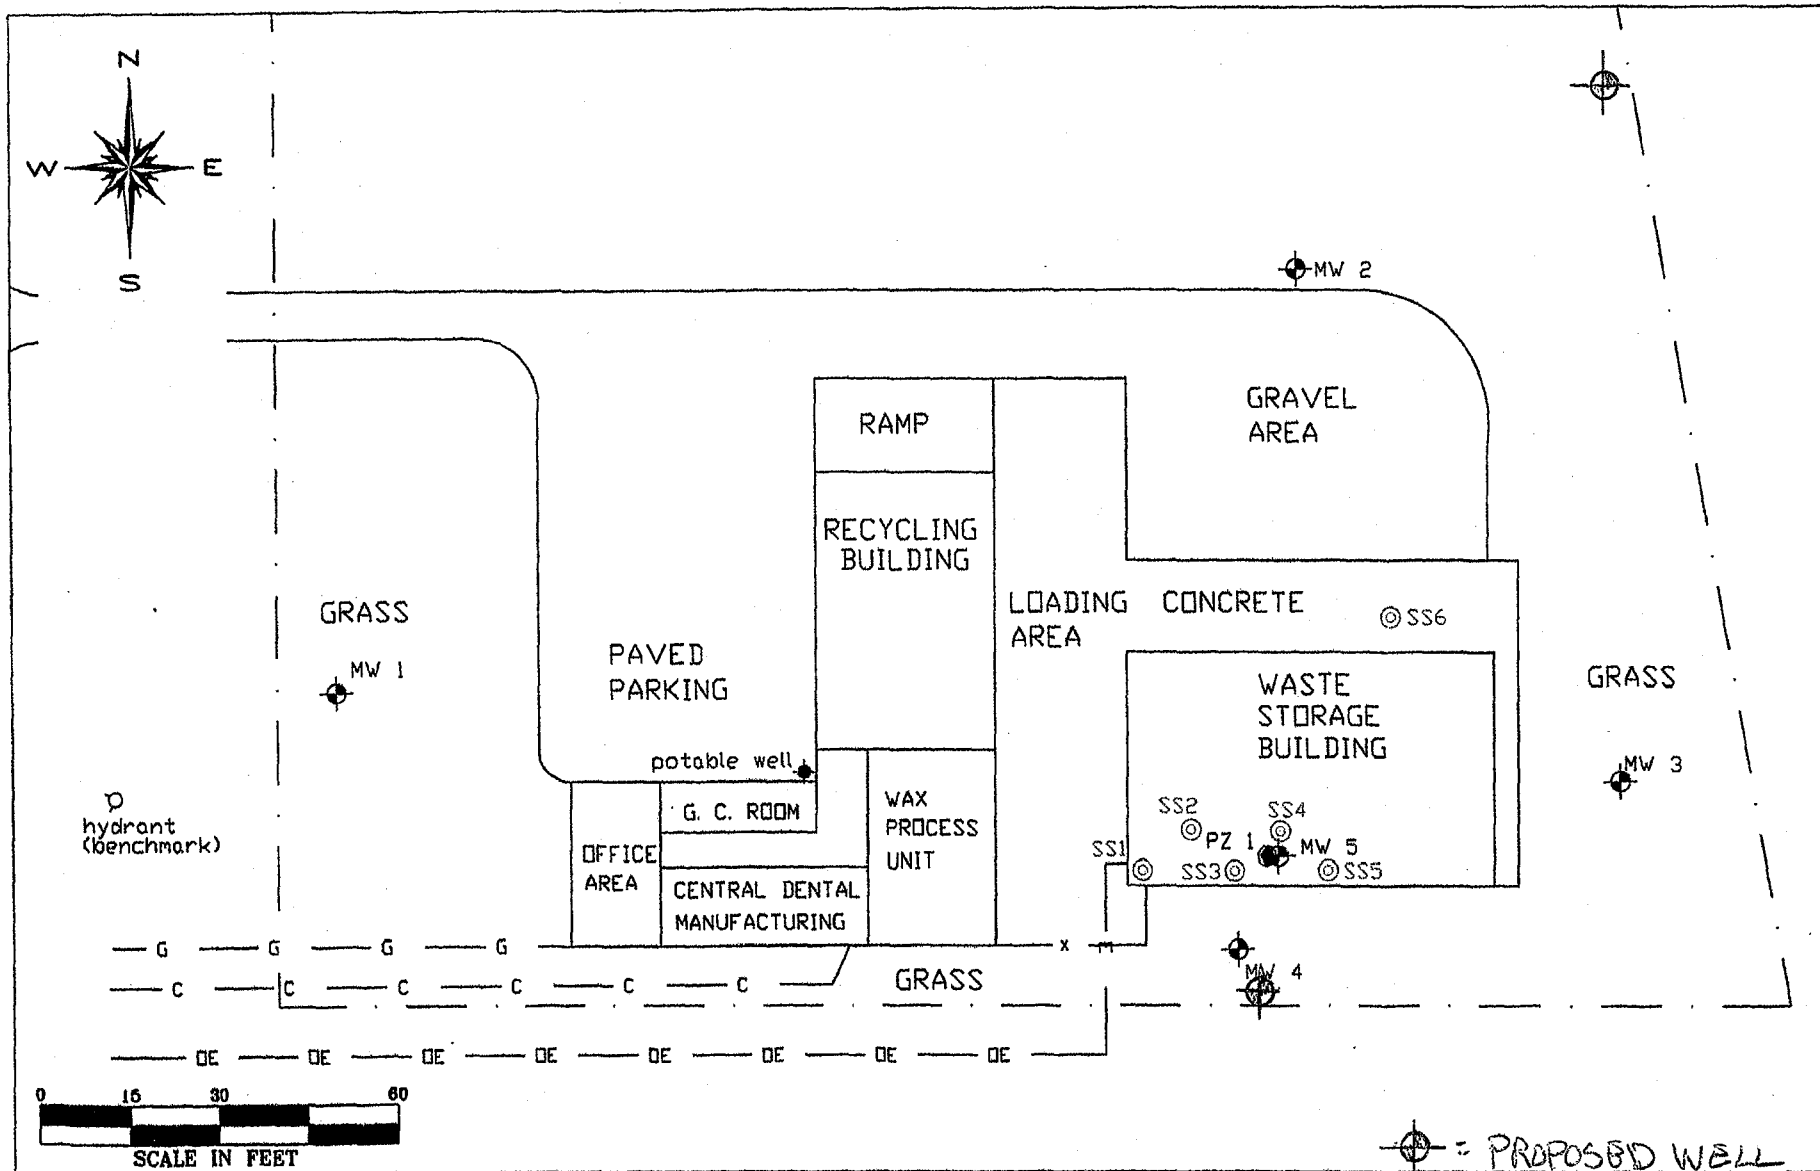 N
W E
S
MW 2
GRAVEL
AREA
RAMP
RECYCLING
BUILDING
LOADING CONCRETE
AREA
SS6
GRASS
MW 1
PAVED
PARKING
WASTE
STORAGE
BUILDING
GRASS
MW 3
potable well
hydrant
(benchmark)
G. C. ROOM
WAX
PROCESS
UNIT
OFFICE
AREA
CENTRAL DENTAL
MANUFACTURING
SS2
SS4
PZ 1
MW 5
SS1
SS3
SS5
G G G G
X E
C C C C C C
GRASS
MW 4
OE OE OE OE OE OE OE OE
0 15 30 60
SCALE IN FEET
= PROPOSED WELL